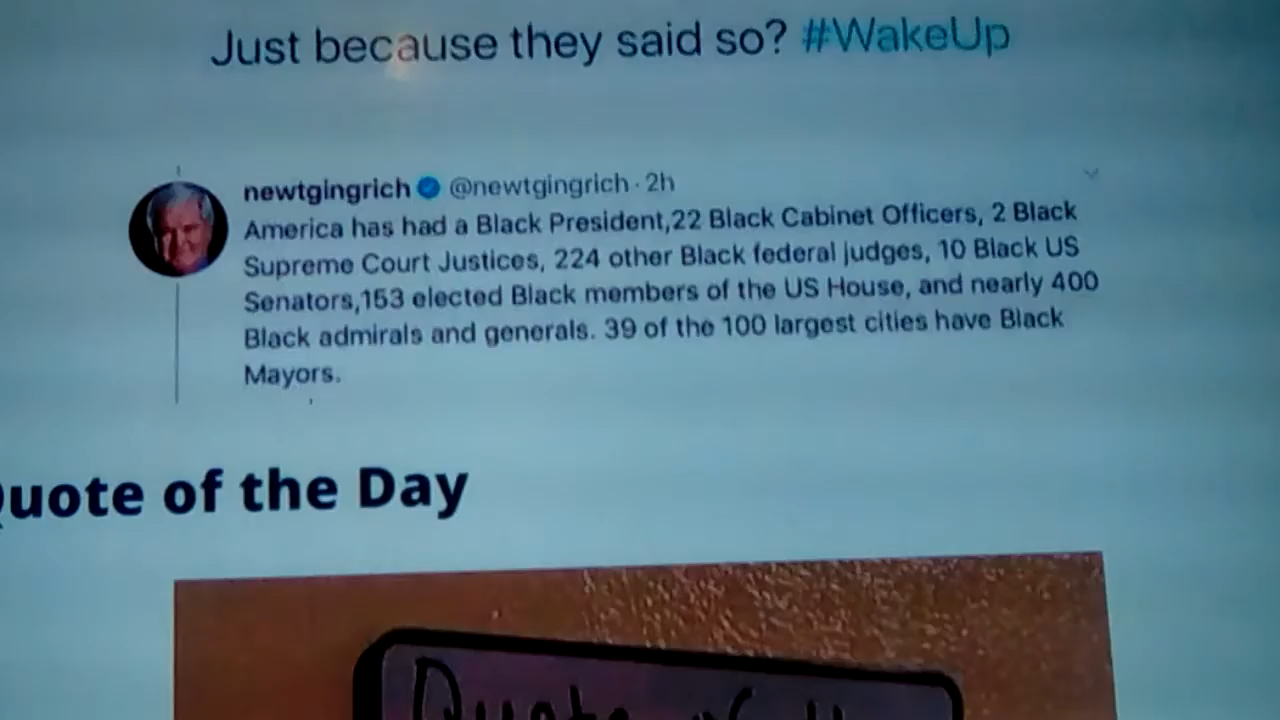 Just because they said so? #WakeUp
newtgingrich @newtgingrich · 2h
America has had a Black President,22 Black Cabinet Officers, 2 Black
Supreme Court Justices, 224 other Black federal judges, 10 Black US
Senators,153 elected Black members of the US House, and nearly 400
Black admirals and generals. 39 of the 100 largest cities have Black
Mayors.
uote of the Day